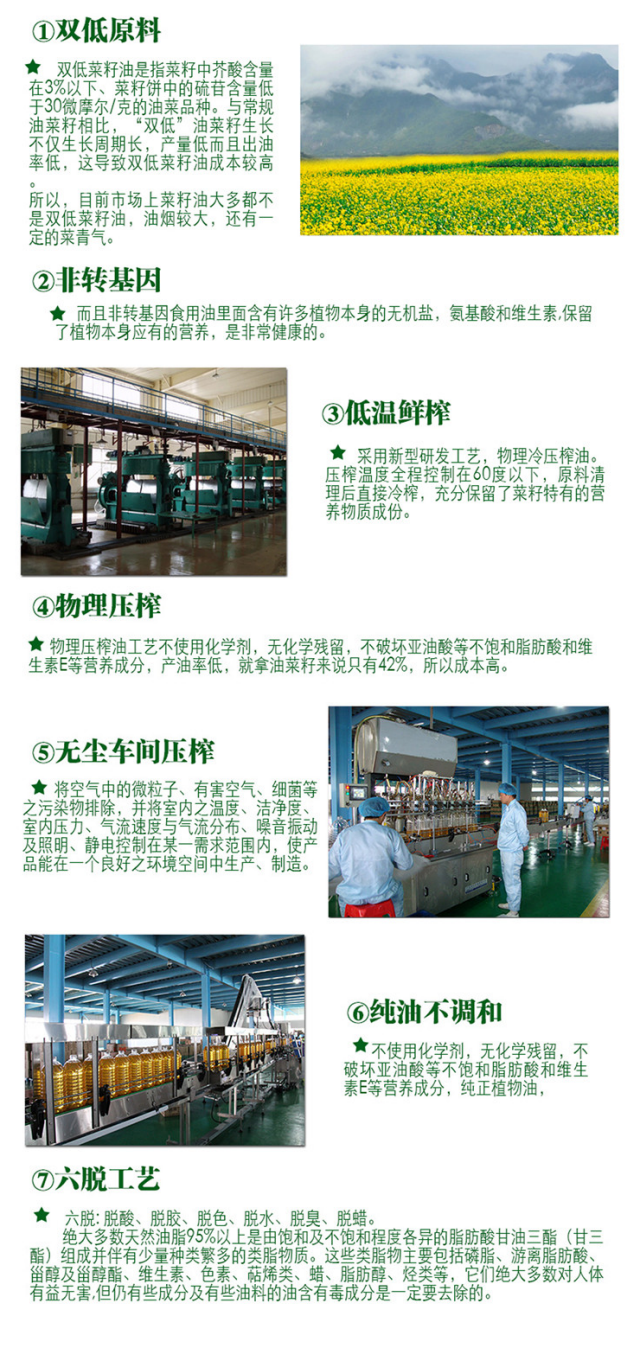 ①双低原料
★ 双低菜籽油是指菜籽中芥酸含量
在3%以下、菜籽饼中的硫苷含量低
于30微摩尔/克的油菜品种。与常规
油菜籽相比，“双低”油菜籽生长
不仅生长周期长，产量低而且出油
率低，这导致双低菜籽油成本较高
。
所以，目前市场上菜籽油大多都不
是双低菜籽油，油烟较大，还有一
定的菜青气。
②非转基因
★ 而且非转基因食用油里面含有许多植物本身的无机盐，氨基酸和维生素,保留
了植物本身应有的营养，是非常健康的。
③低温鲜榨
★ 采用新型研发工艺，物理冷压榨油。
压榨温度全程控制在60度以下，原料清
理后直接冷榨，充分保留了菜籽特有的营
养物质成份。
④物理压榨
★ 物理压榨油工艺不使用化学剂，无化学残留，不破坏亚油酸等不饱和脂肪酸和维
生素E等营养成分，产油率低，就拿油菜籽来说只有42%，所以成本高。
⑤无尘车间压榨
★ 将空气中的微粒子、有害空气、细菌等
之污染物排除，并将室内之温度、洁净度、
室内压力、气流速度与气流分布、噪音振动
及照明、静电控制在某一需求范围内，使产
品能在一个良好之环境空间中生产、制造。
⑥纯油不调和
★不使用化学剂，无化学残留，不
破坏亚油酸等不饱和脂肪酸和维生
素E等营养成分，纯正植物油，
⑦六脱工艺
★ 六脱:脱酸、脱胶、脱色、脱水、脱臭、脱蜡。
绝大多数天然油脂95%以上是由饱和及不饱和程度各异的脂肪酸甘油三酯（甘三
酯）组成并伴有少量种类繁多的类脂物质。这些类脂物主要包括磷脂、游离脂肪酸、
甾醇及甾醇酯、维生素、色素、萜烯类、蜡、脂肪醇、烃类等，它们绝大多数对人体
有益无害,但仍有些成分及有些油料的油含有毒成分是一定要去除的。